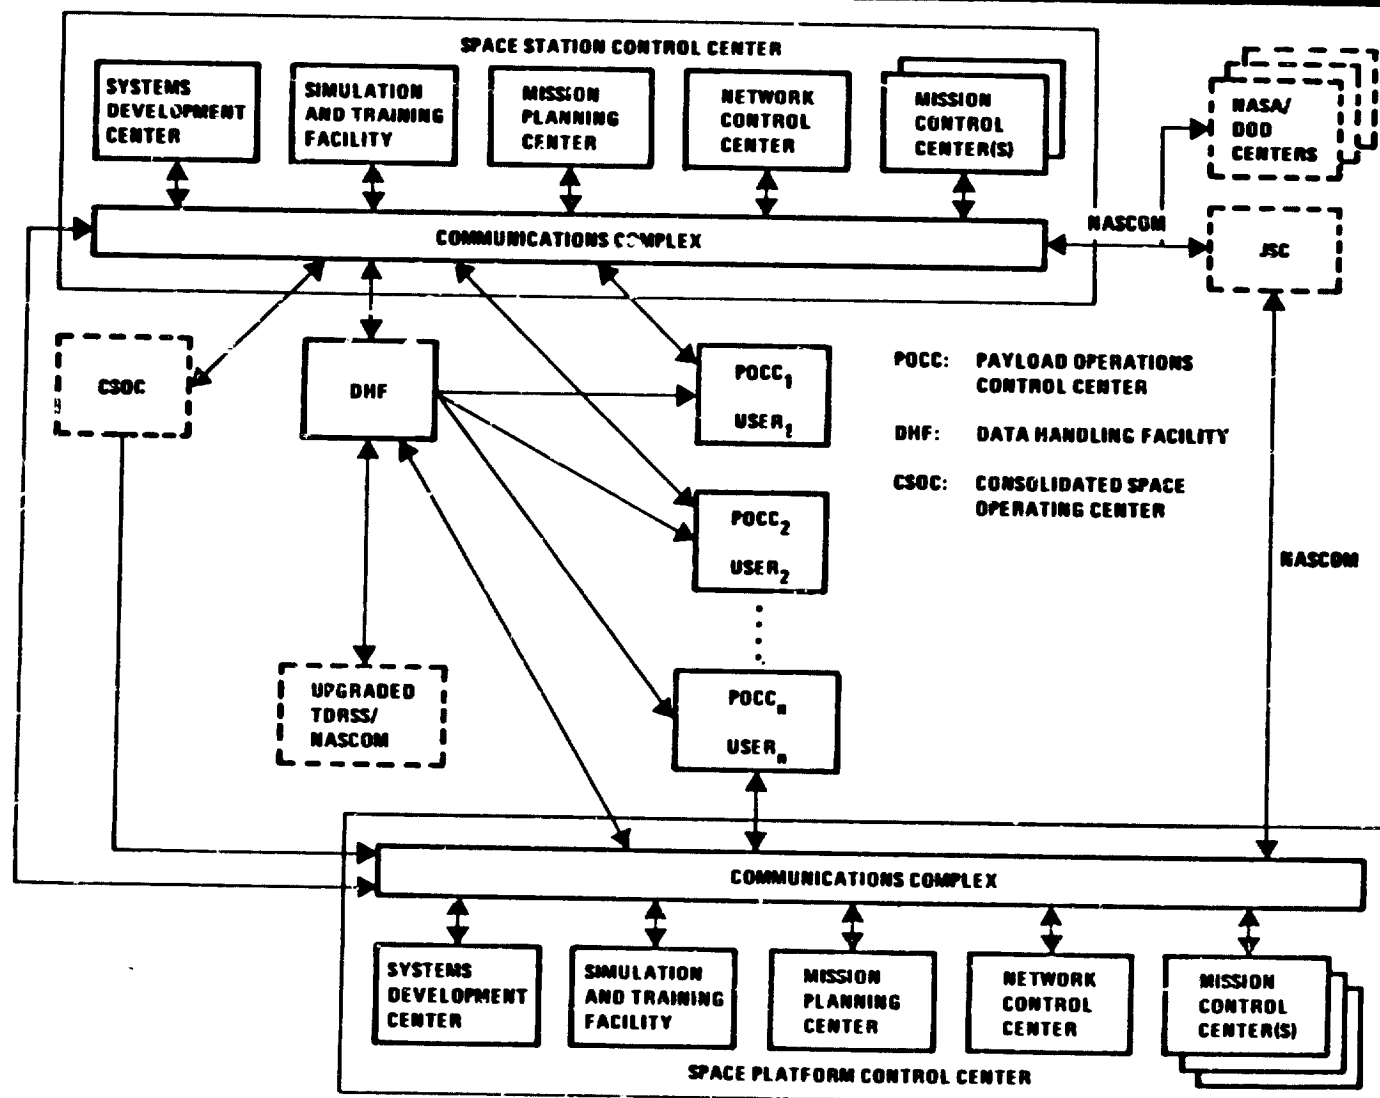 SPACE STATION CONTROL CENTER
SYSTEMS
DEVELOPMENT
CENTER
SIMULATION
AND TRAINING
FACILITY
MISSION
PLANNING
CENTER
NETWORK
CONTROL
CENTER
MISSION
CONTROL
CENTER(S)
NASA/
DOD
CENTERS
COMMUNICATIONS COMPLEX
NASCOM
JSC
CSOC
DHF
POCC1
USER1
POCC: PAYLOAD OPERATIONS
CONTROL CENTER
DHF: DATA HANDLING FACILITY
CSOC: CONSOLIDATED SPACE
OPERATING CENTER
POCC2
USER2
NASCOM
UPGRADED
TDRSS/
NASCOM
POCCn
USERn
COMMUNICATIONS COMPLEX
SYSTEMS
DEVELOPMENT
CENTER
SIMULATION
AND TRAINING
FACILITY
MISSION
PLANNING
CENTER
NETWORK
CONTROL
CENTER
MISSION
CONTROL
CENTER(S)
SPACE PLATFORM CONTROL CENTER